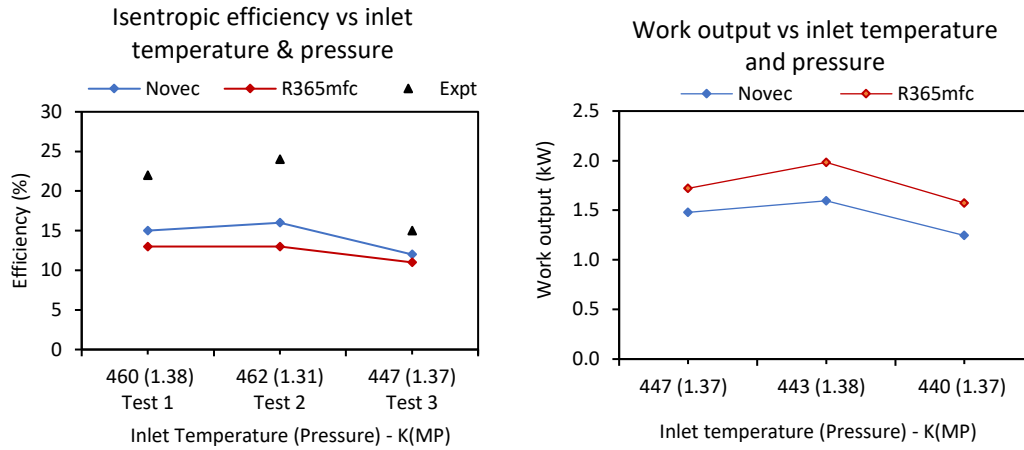 Isentropic efficiency vs inlet
temperature & pressure
Novec R365mfc Expt
30
25
20
15
10
5
0
Efficiency (%)
460 (1.38) 462 (1.31) 447 (1.37)
Test 1 Test 2 Test 3
Inlet Temperature (Pressure) - K(MP)
Work output vs inlet temperature
and pressure
Novec R365mfc
2.5
2.0
1.5
1.0
0.5
0.0
Work output (kW)
447 (1.37) 443 (1.38) 440 (1.37)
Inlet temperature (Pressure) - K(MP)